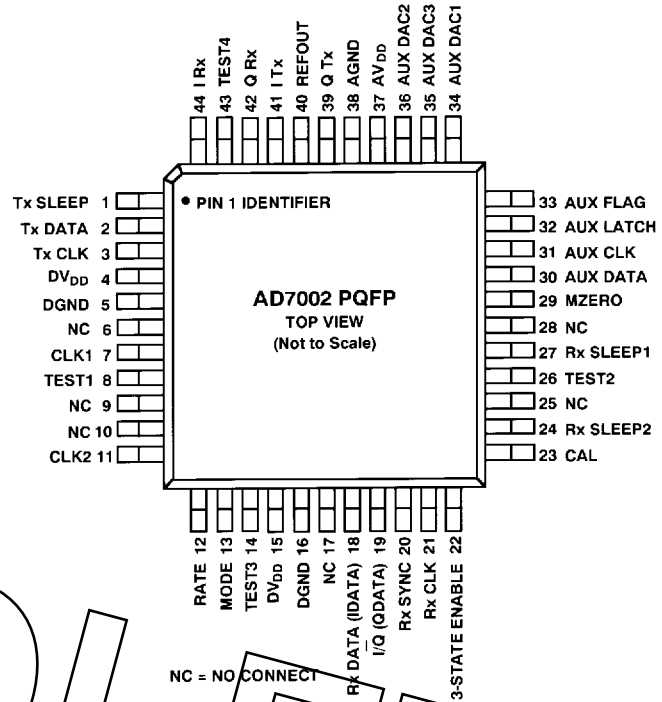 44 I Rx
43 TEST4
42 Q Rx
41 I Tx
40 REFOUT
39 Q Tx
38 AGND
37 AVDD
36 AUX DAC2
35 AUX DAC3
34 AUX DAC1
Tx SLEEP 1
Tx DATA 2
Tx CLK 3
DVDD 4
DGND 5
NC 6
CLK1 7
TEST1 8
NC 9
NC 10
CLK2 11
PIN 1 IDENTIFIER
AD7002 PQFP
TOP VIEW
(Not to Scale)
33 AUX FLAG
32 AUX LATCH
31 AUX CLK
30 AUX DATA
29 MZERO
28 NC
27 Rx SLEEP1
26 TEST2
25 NC
24 Rx SLEEP2
23 CAL
RATE 12
MODE 13
TEST3 14
DVDD 15
DGND 16
NC 17
Rx DATA (IDATA) 18
I/Q (QDATA) 19
Rx SYNC 20
Rx CLK 21
3-STATE ENABLE 22
NC = NO CONNECT